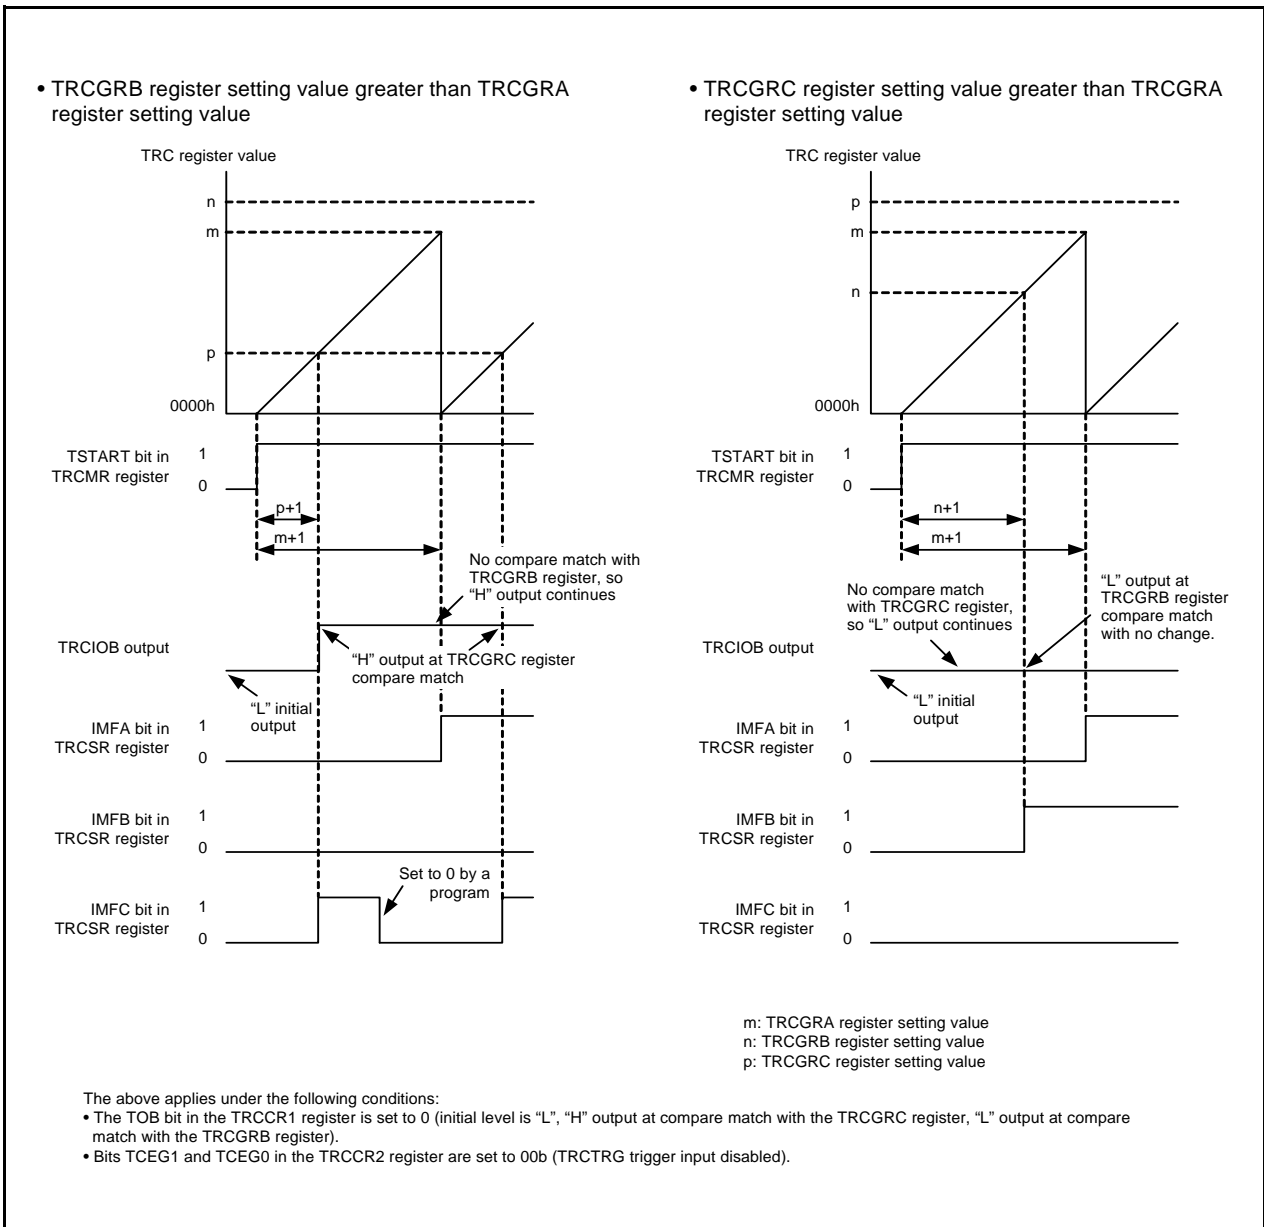 • TRCGRB register setting value greater than TRCGRA
register setting value
TRC register value
n
m
p
0000h
TSTART bit in
TRCMR register
1
0
p+1
m+1
No compare match with
TRCGRB register, so
“H” output continues
TRCIOB output
“H” output at TRCGRC register
compare match
“L” initial
output
IMFA bit in
TRCSR register
1
0
IMFB bit in
TRCSR register
1
0
Set to 0 by a
program
IMFC bit in
TRCSR register
1
0
• TRCGRC register setting value greater than TRCGRA
register setting value
TRC register value
p
m
n
0000h
TSTART bit in
TRCMR register
1
0
n+1
m+1
No compare match
with TRCGRC register,
so “L” output continues
“L” output at
TRCGRB register
compare match
with no change.
TRCIOB output
“L” initial
output
IMFA bit in
TRCSR register
1
0
IMFB bit in
TRCSR register
1
0
IMFC bit in
TRCSR register
1
0
m: TRCGRA register setting value
n: TRCGRB register setting value
p: TRCGRC register setting value
The above applies under the following conditions:
• The TOB bit in the TRCCR1 register is set to 0 (initial level is “L”, “H” output at compare match with the TRCGRC register, “L” output at compare
match with the TRCGRB register).
• Bits TCEG1 and TCEG0 in the TRCCR2 register are set to 00b (TRCTRG trigger input disabled).